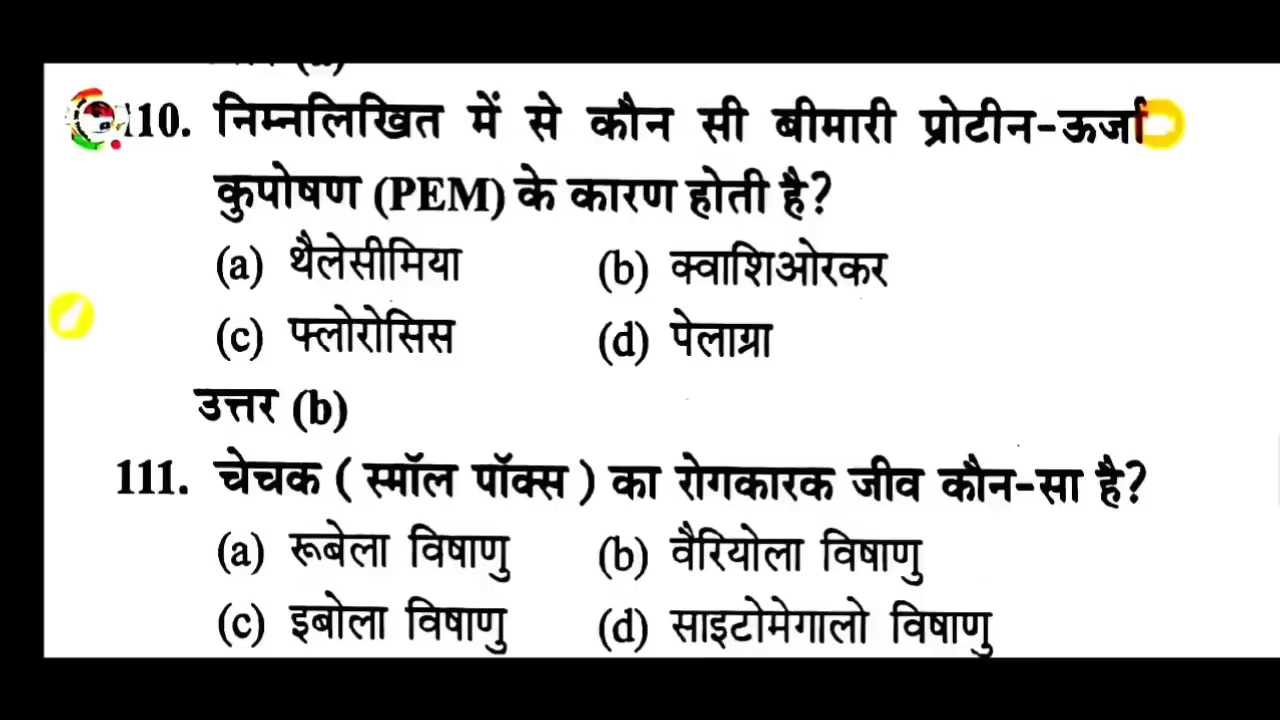 110. निम्नलिखित में से कौन सी बीमारी प्रोटीन-ऊर्जा
कुपोषण (PEM) के कारण होती है?
(a) थैलेसीमिया (b) क्वाशिओरकर
(c) फ्लोरोसिस (d) पेलाग्रा
उत्तर (b)
111. चेचक ( स्मॉल पॉक्स ) का रोगकारक जीव कौन-सा है?
(a) रूबेला विषाणु (b) वैरियोला विषाणु
(c) इबोला विषाणु (d) साइटोमेगालो विषाणु